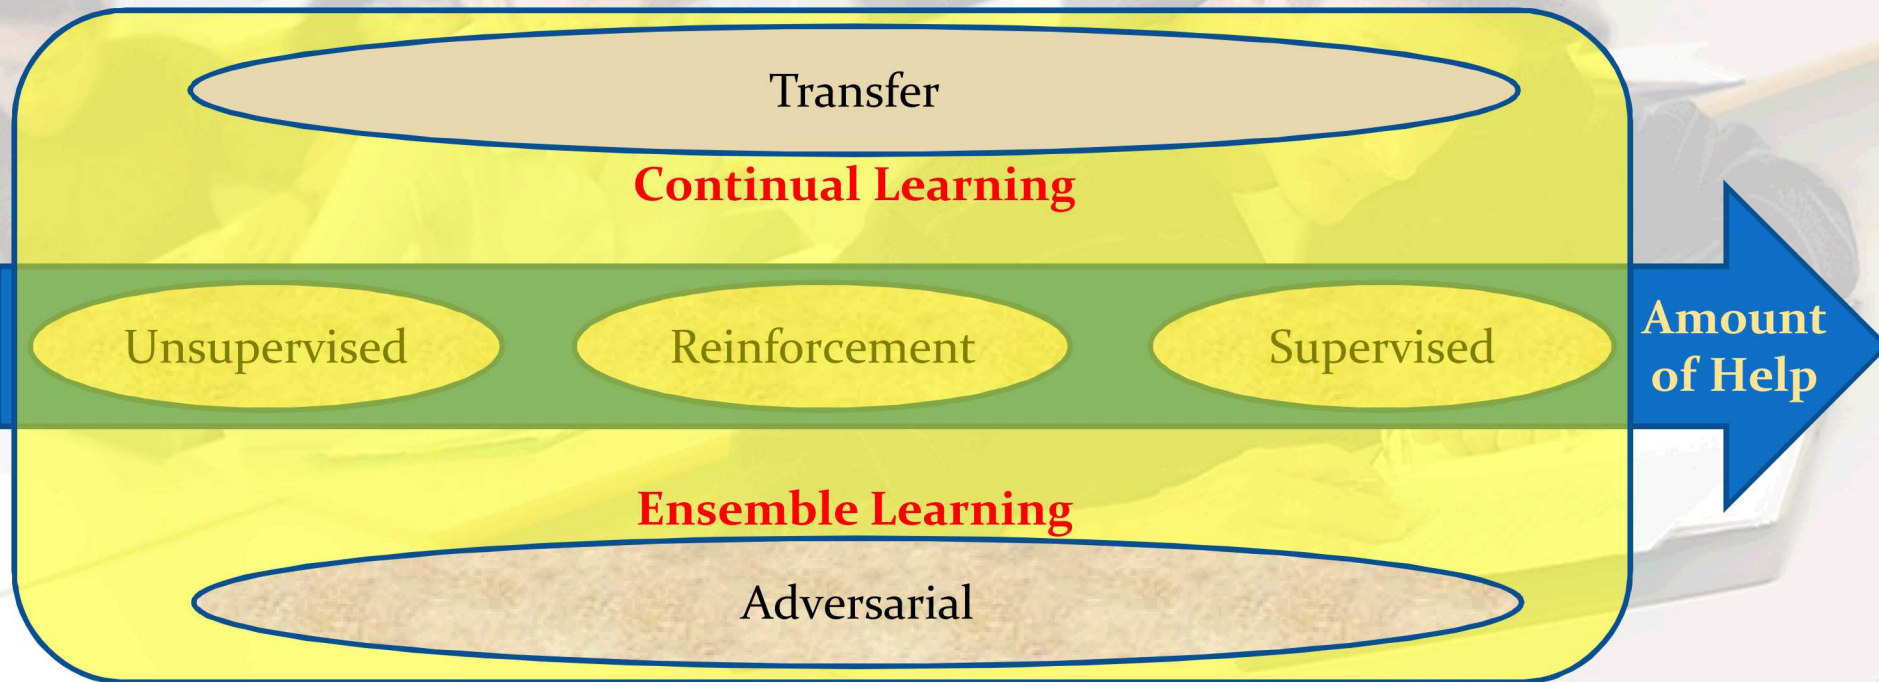 Transfer
Continual Learning
Unsupervised
Reinforcement
Supervised
Amount
of Help
Ensemble Learning
Adversarial